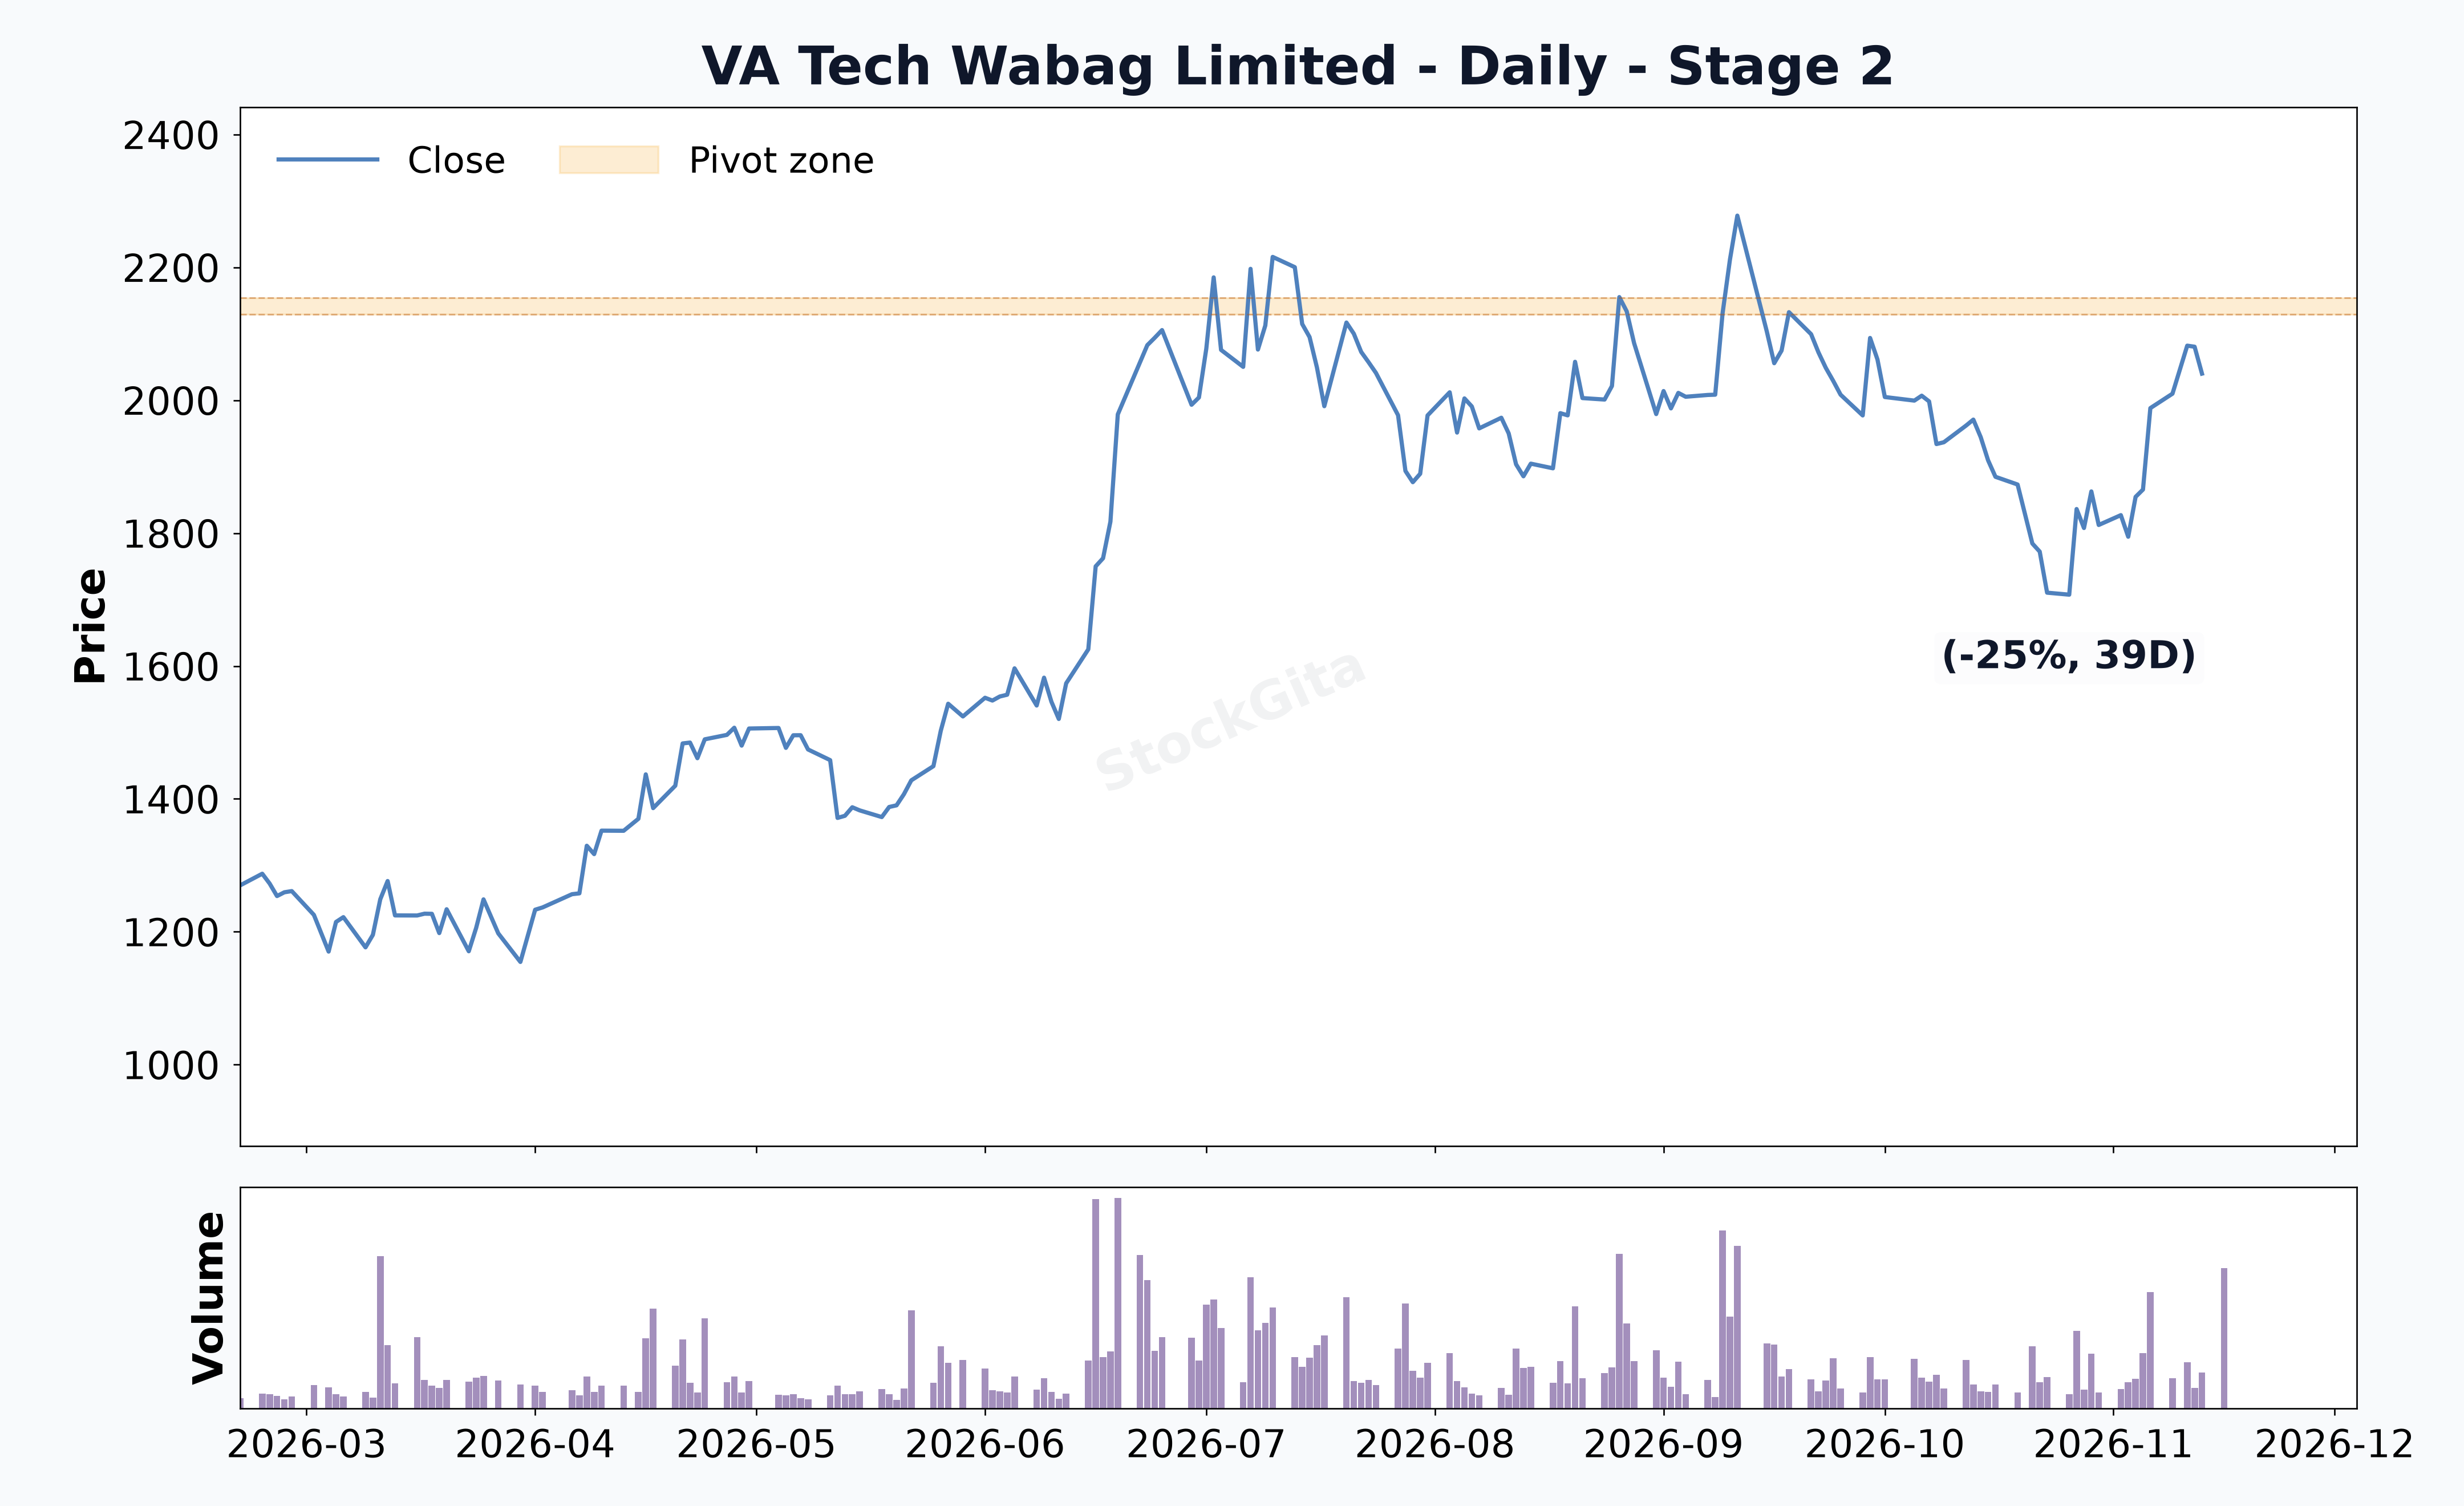 VA Tech Wabag Limited - Daily - Stage 2
2400
Close
Pivot zone
2200
2000
1800
1600
1400
1200
1000
Price
(-25%, 39D)
StockGita
Volume
2026-03
2026-04
2026-05
2026-06
2026-07
2026-08
2026-09
2026-10
2026-11
2026-12